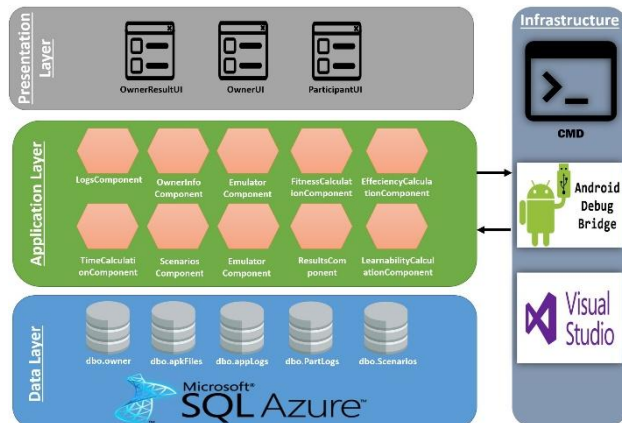 Presentation
Layer
OwnerResultUI
OwnerUI
ParticipantUI
Application Layer
LogsComponent
OwnerInfo
Component
Emulator
Component
FitnessCalculat
ionComponent
EffeciencyCalcula
tionComponent
TimeCalculati
onComponent
Scenarios
Component
Emulator
Component
ResultsCom
ponent
LearnabilityCalcul
ationComponent
Data Layer
dbo.owner
dbo.apkFiles
dbo.appLogs
dbo.PartLogs
dbo.Scenarios
Microsoft®
SQL Azure™
Infrastructure
CMD
Android
Debug
Bridge
Visual
Studio